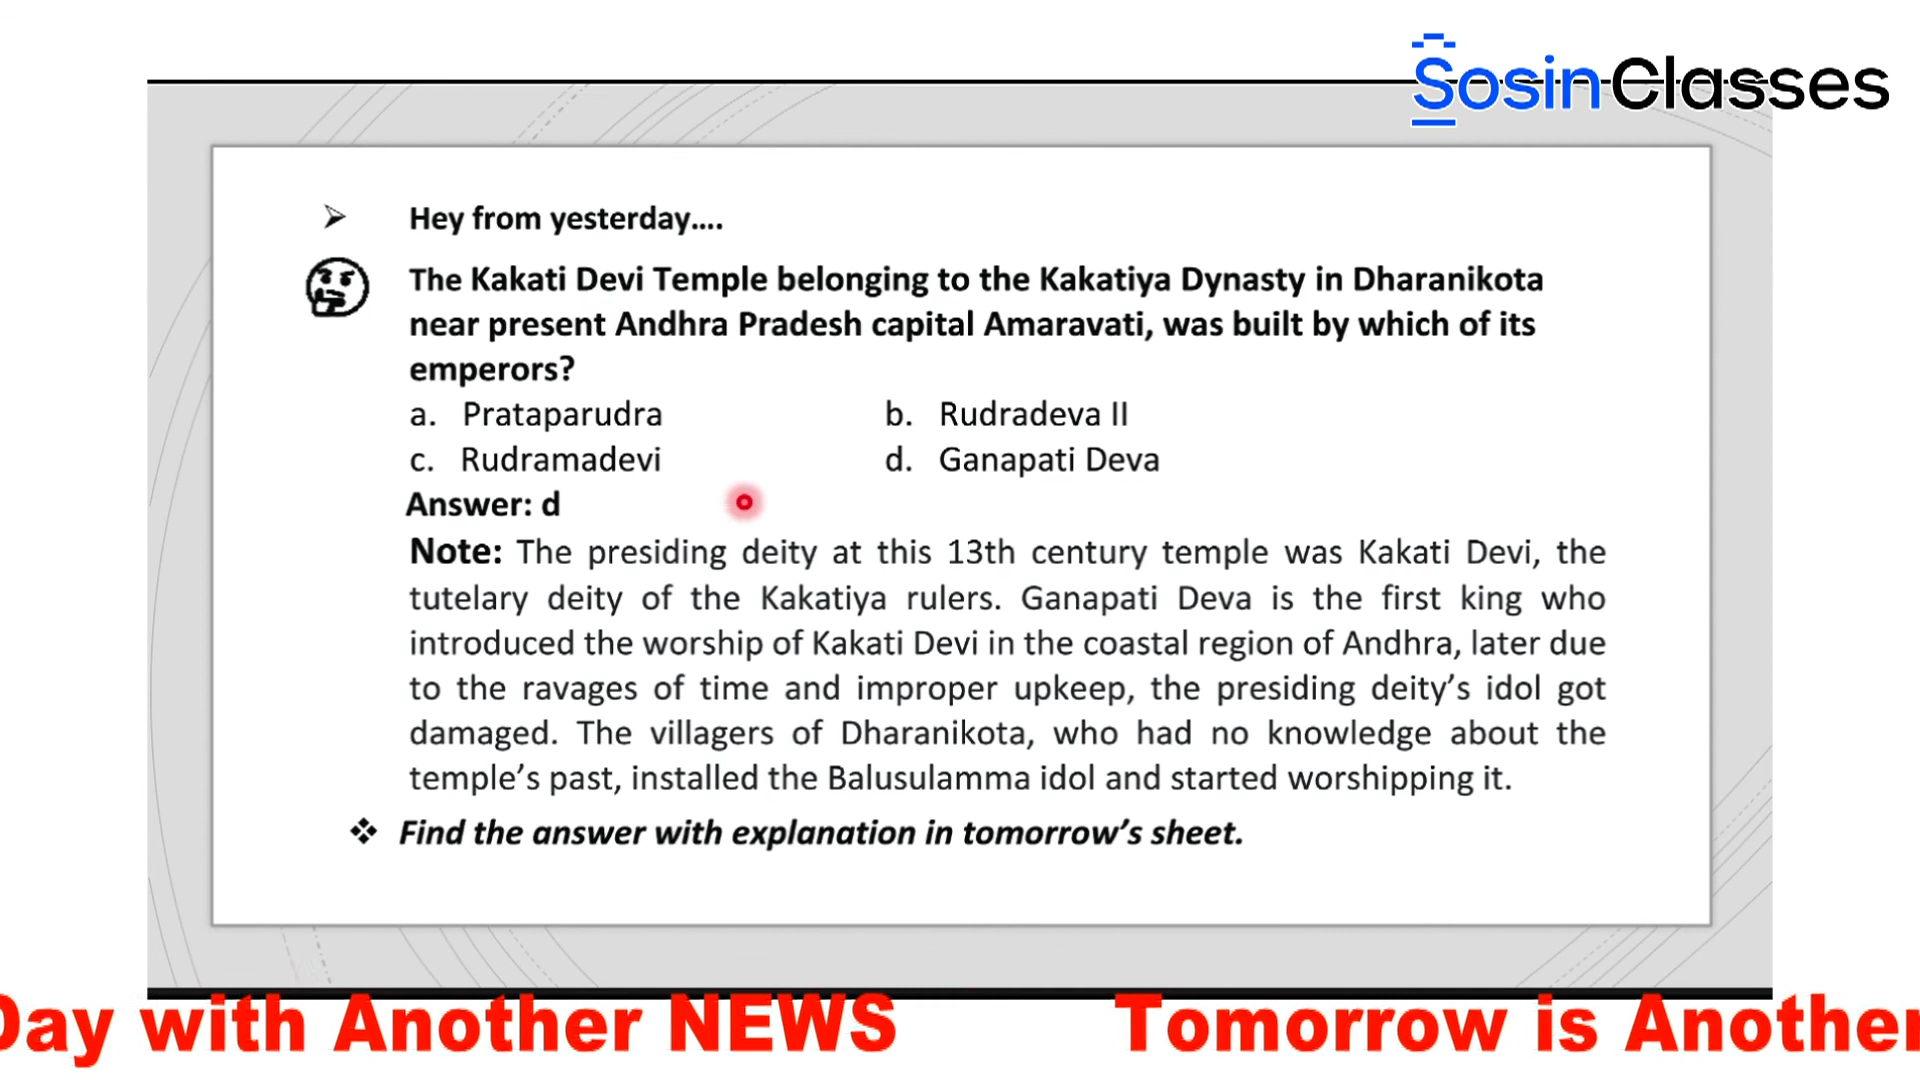 SosinClasses
Hey from yesterday....
The Kakati Devi Temple belonging to the Kakatiya Dynasty in Dharanikota
near present Andhra Pradesh capital Amaravati, was built by which of its
emperors?
a. Prataparudra b. Rudradeva II
c. Rudramadevi d. Ganapati Deva
Answer: d
Note: The presiding deity at this 13th century temple was Kakati Devi, the
tutelary deity of the Kakatiya rulers. Ganapati Deva is the first king who
introduced the worship of Kakati Devi in the coastal region of Andhra, later due
to the ravages of time and improper upkeep, the presiding deity’s idol got
damaged. The villagers of Dharanikota, who had no knowledge about the
temple’s past, installed the Balusulamma idol and started worshipping it.
Find the answer with explanation in tomorrow’s sheet.
Day with Another NEWS Tomorrow is Another